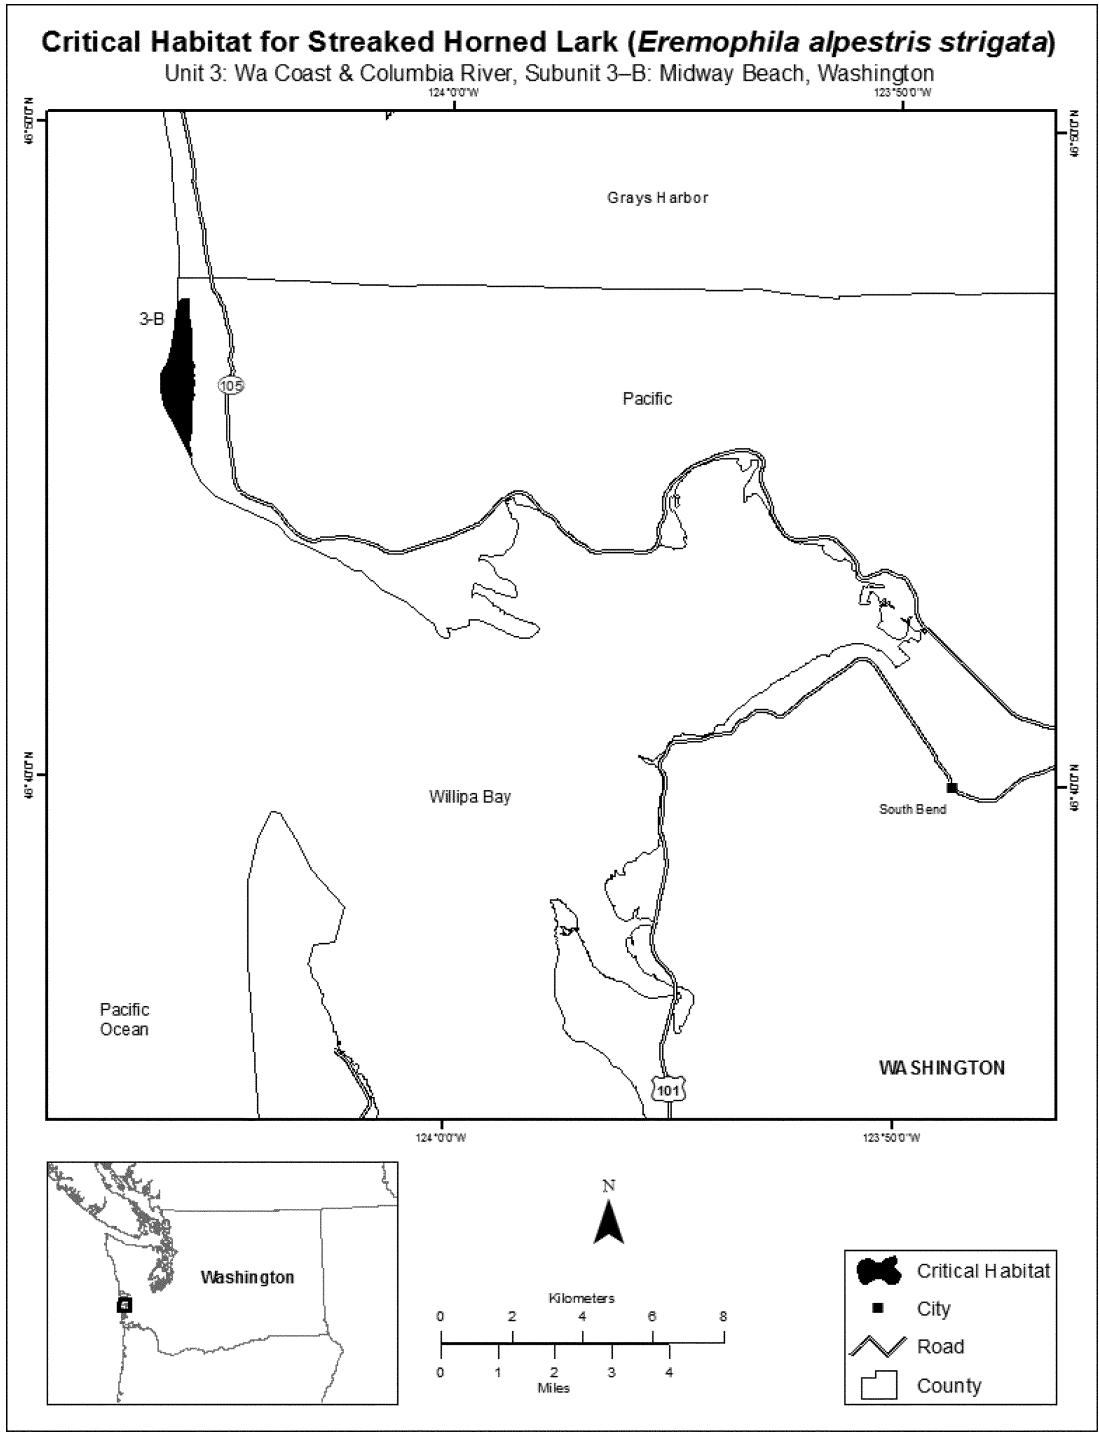 Critical Habitat for Streaked Horned Lark (Eremophila alpestris strigata)
Unit 3: Wa Coast & Columbia River, Subunit 3–B: Midway Beach, Washington
124°0'0"W
123°50'0"W
46°50'0"N
46°50'0"N
Grays Harbor
3-B
105
Pacific
46°40'0"N
46°40'0"N
Willipa Bay
South Bend
Pacific
Ocean
WASHINGTON
101
124°0'0"W
123°50'0"W
Washington
N
Kilometers
0 2 4 6 8
0 1 2 3 4
Miles
Critical Habitat
City
Road
County